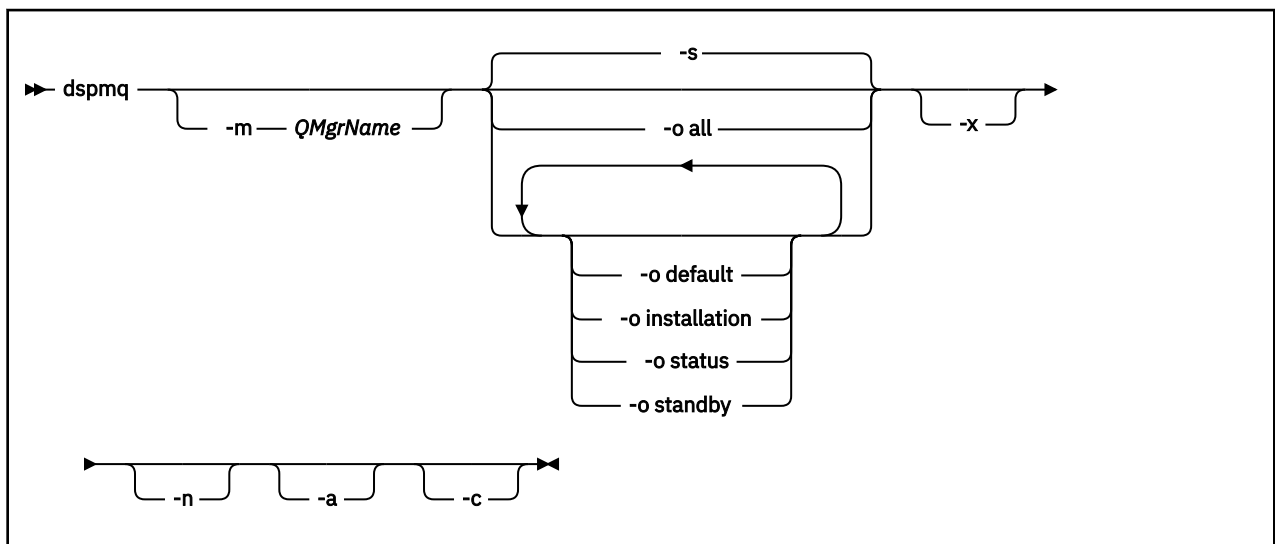 -s
dspmq
-m QMgrName
-o all
-x
-o default
-o installation
-o status
-o standby
-n -a -c